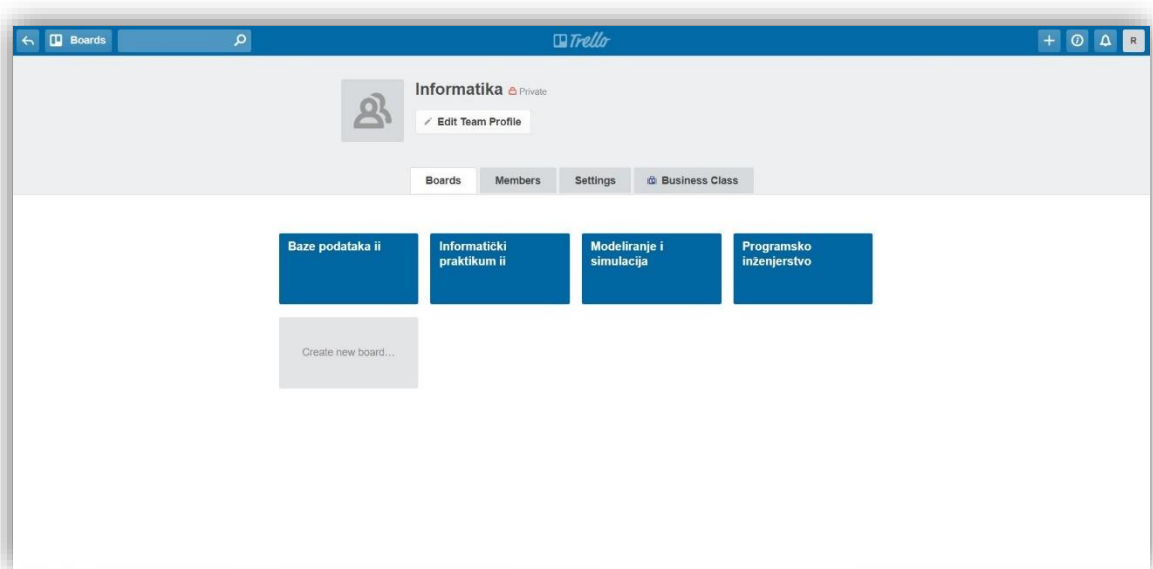 Boards
Trello
R
Informatika Private
Edit Team Profile
Boards Members Settings Business Class
Baze podataka ii
Informatički
praktikum ii
Modeliranje i
simulacija
Programsko
inženjerstvo
Create new board...